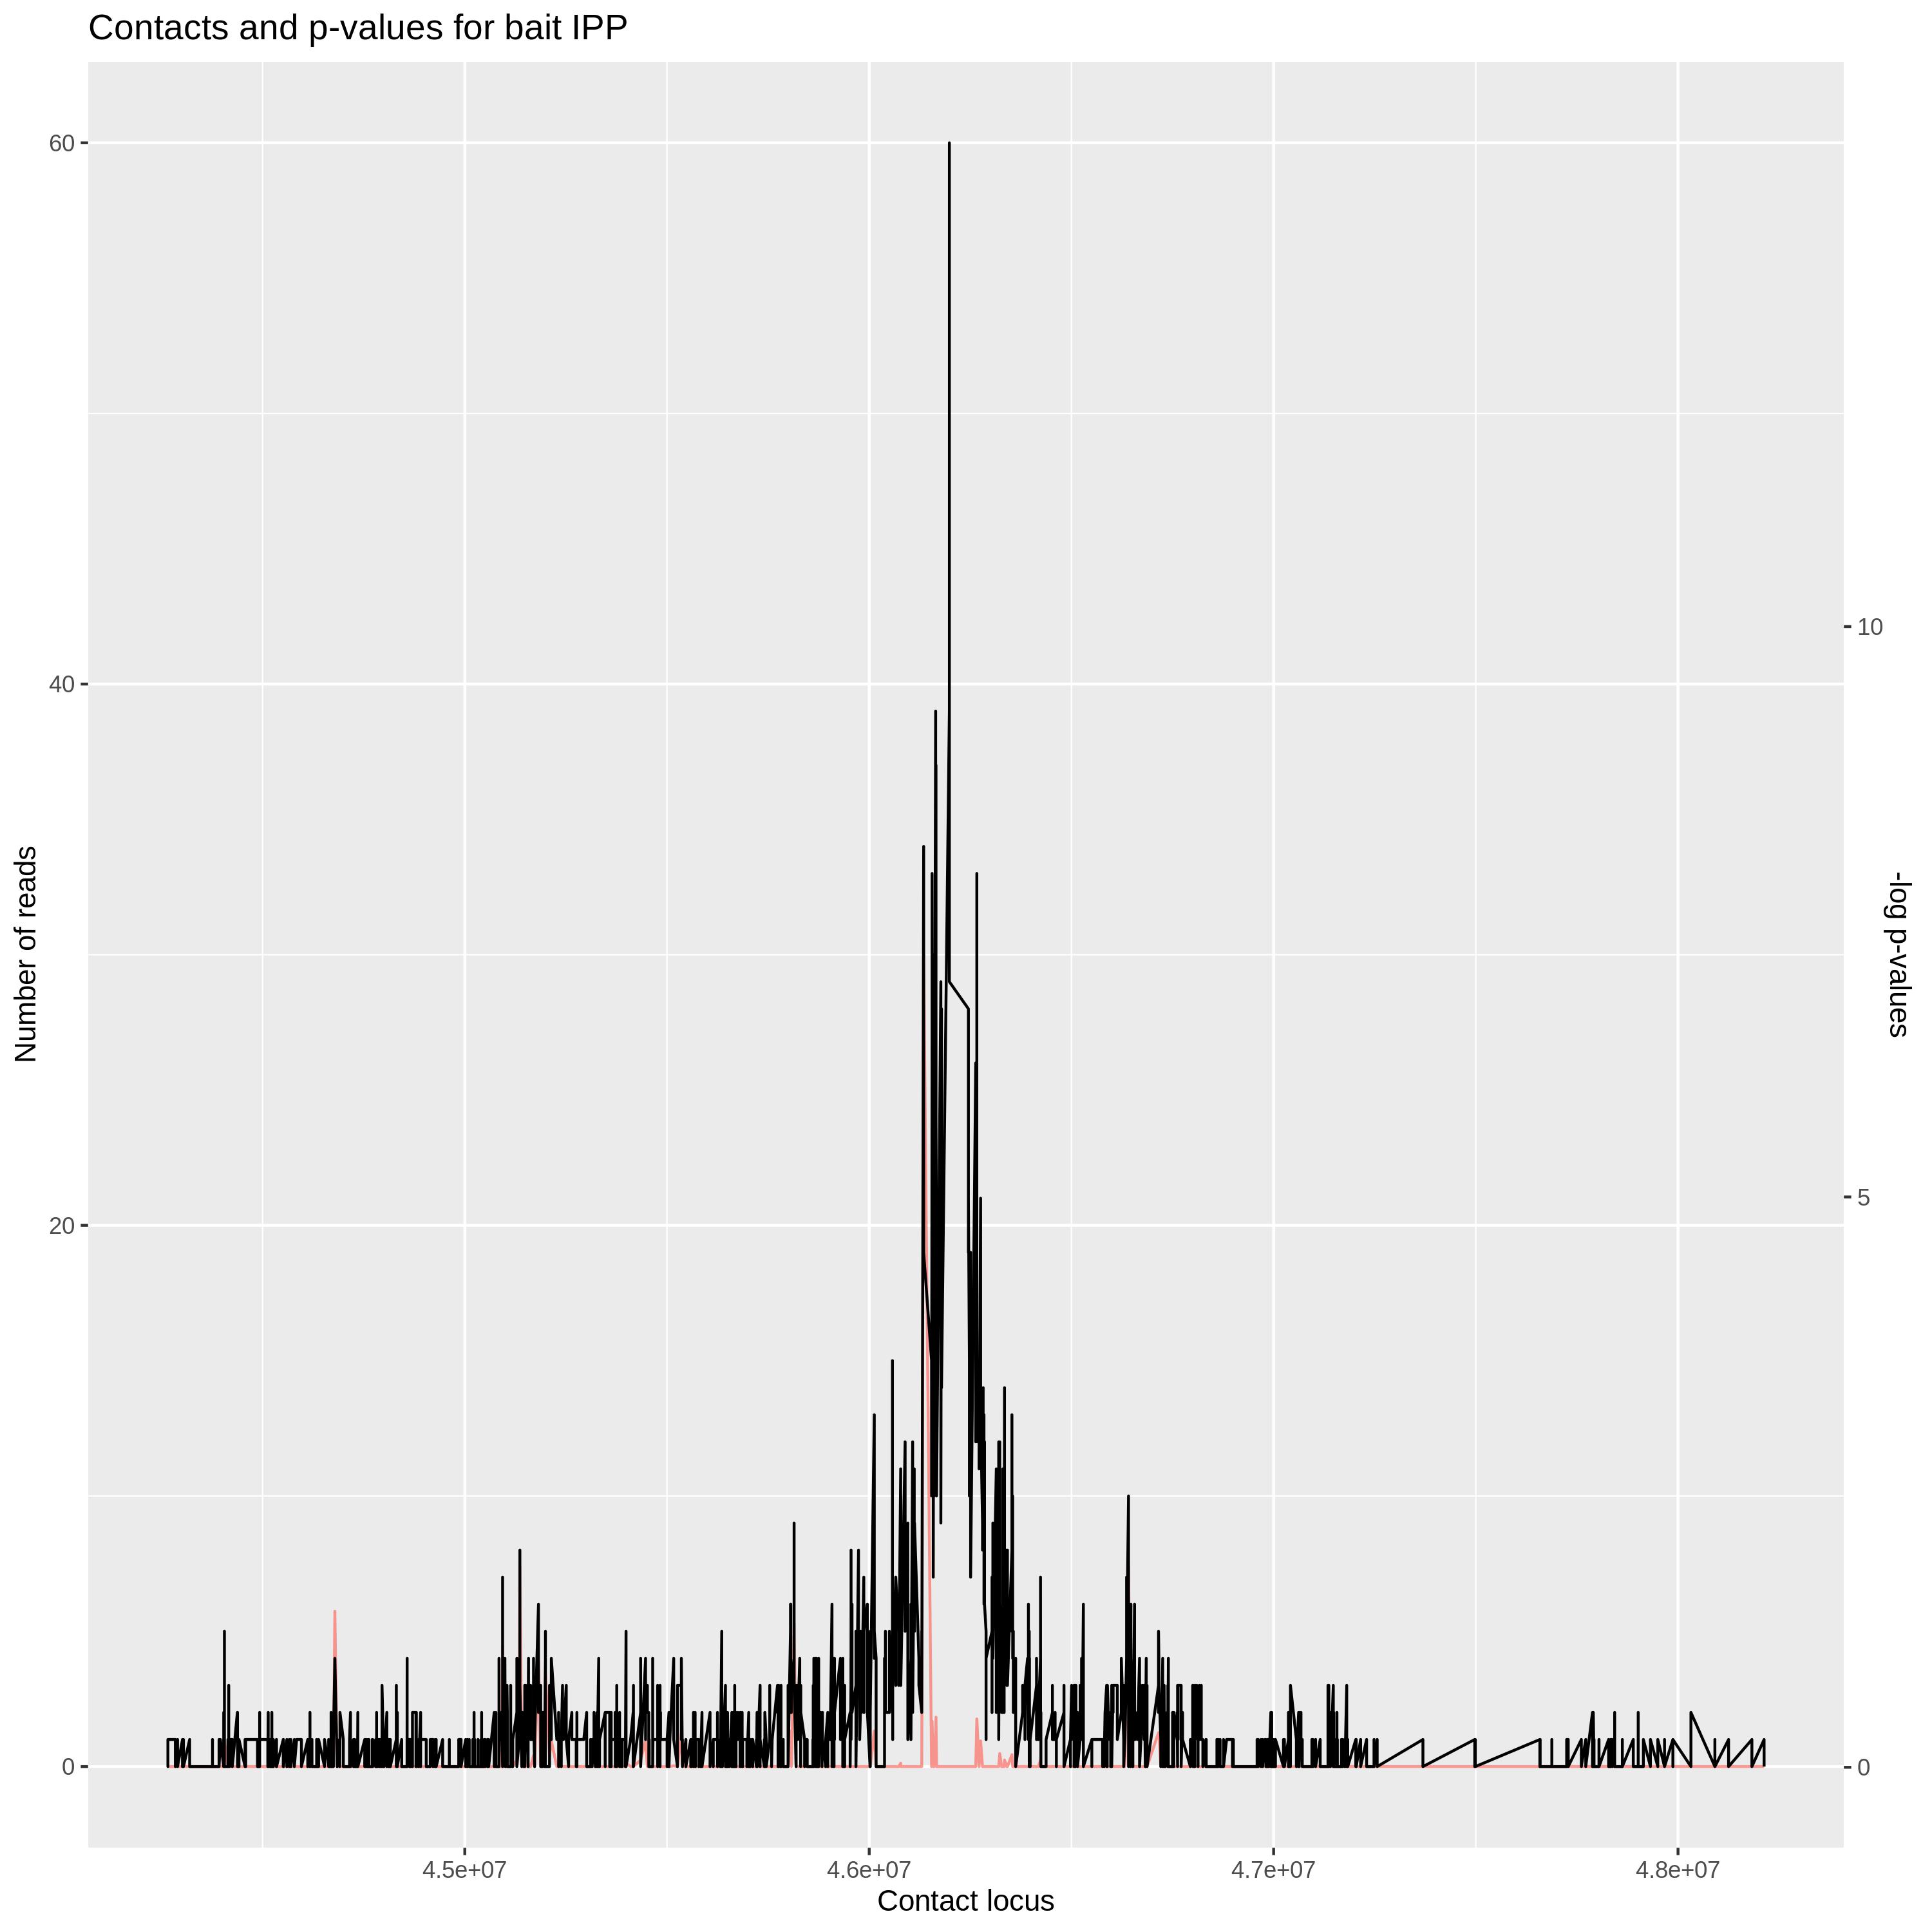 Contacts and p-values for bait IPP
60
40
20
0
Number of reads
10
5
0
-log p-values
4.5e+07
4.6e+07
4.7e+07
4.8e+07
Contact locus